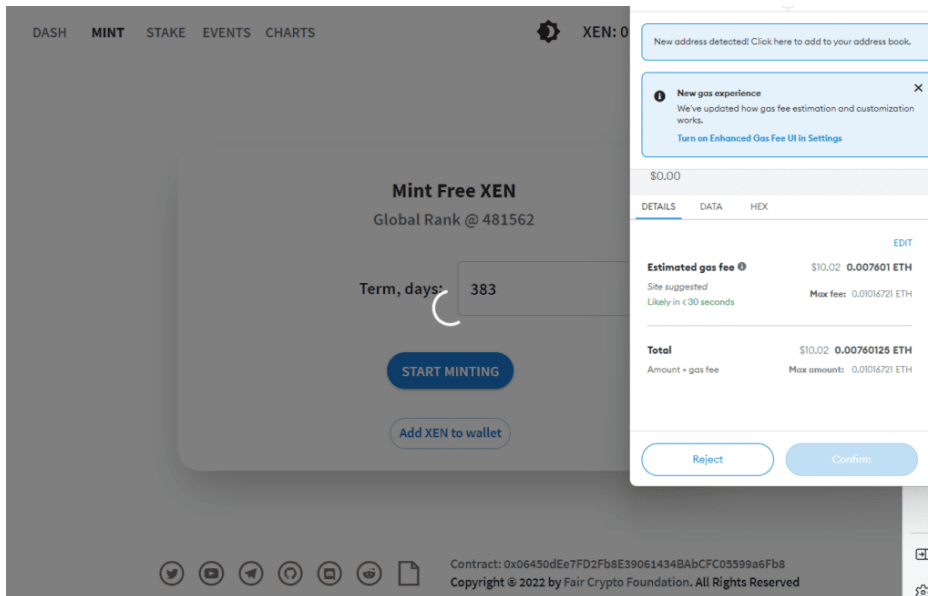 DASH MINT STAKE EVENTS CHARTS XEN: 0
New address detected! Click here to add to your address book.
New gas experience
We've updated how gas fee estimation and customization
works.
Turn on Enhanced Gas Fee UI in Settings
$0.00
DETAILS DATA HEX
EDIT
Estimated gas fee $10.02 0.007601 ETH
Site suggested
Max fee: 0.01016721 ETH
Likely in < 30 seconds
Total $10.02 0.00760125 ETH
Amount + gas fee Max amount: 0.01016721 ETH
Reject Confirm
Mint Free XEN
Global Rank @ 481562
Term, days: 383
START MINTING
Add XEN to wallet
Contract: 0x06450dEe7FD2Fb8E39061434BAbCFC05599a6Fb8
Copyright © 2022 by Fair Crypto Foundation. All Rights Reserved